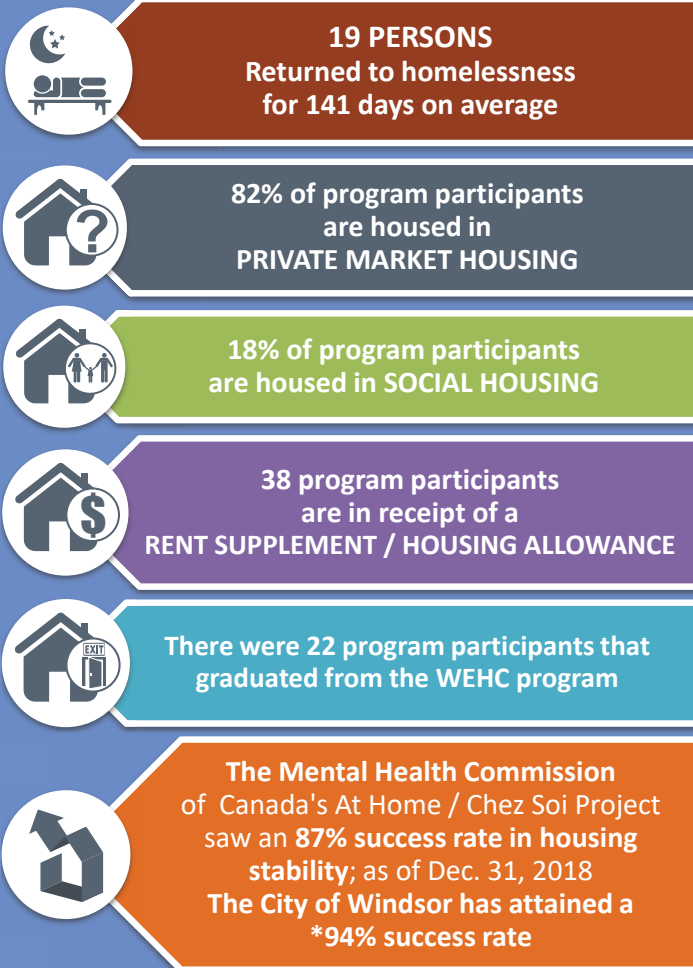 19 PERSONS
Returned to homelessness
for 141 days on average
82% of program participants
are housed in
PRIVATE MARKET HOUSING
?
18% of program participants
are housed in SOCIAL HOUSING
38 program participants
are in receipt of a
RENT SUPPLEMENT / HOUSING ALLOWANCE
$
There were 22 program participants that
graduated from the WEHC program
EXIT
The Mental Health Commission
of Canada's At Home / Chez Soi Project
saw an 87% success rate in housing
stability; as of Dec. 31, 2018
The City of Windsor has attained a
*94% success rate